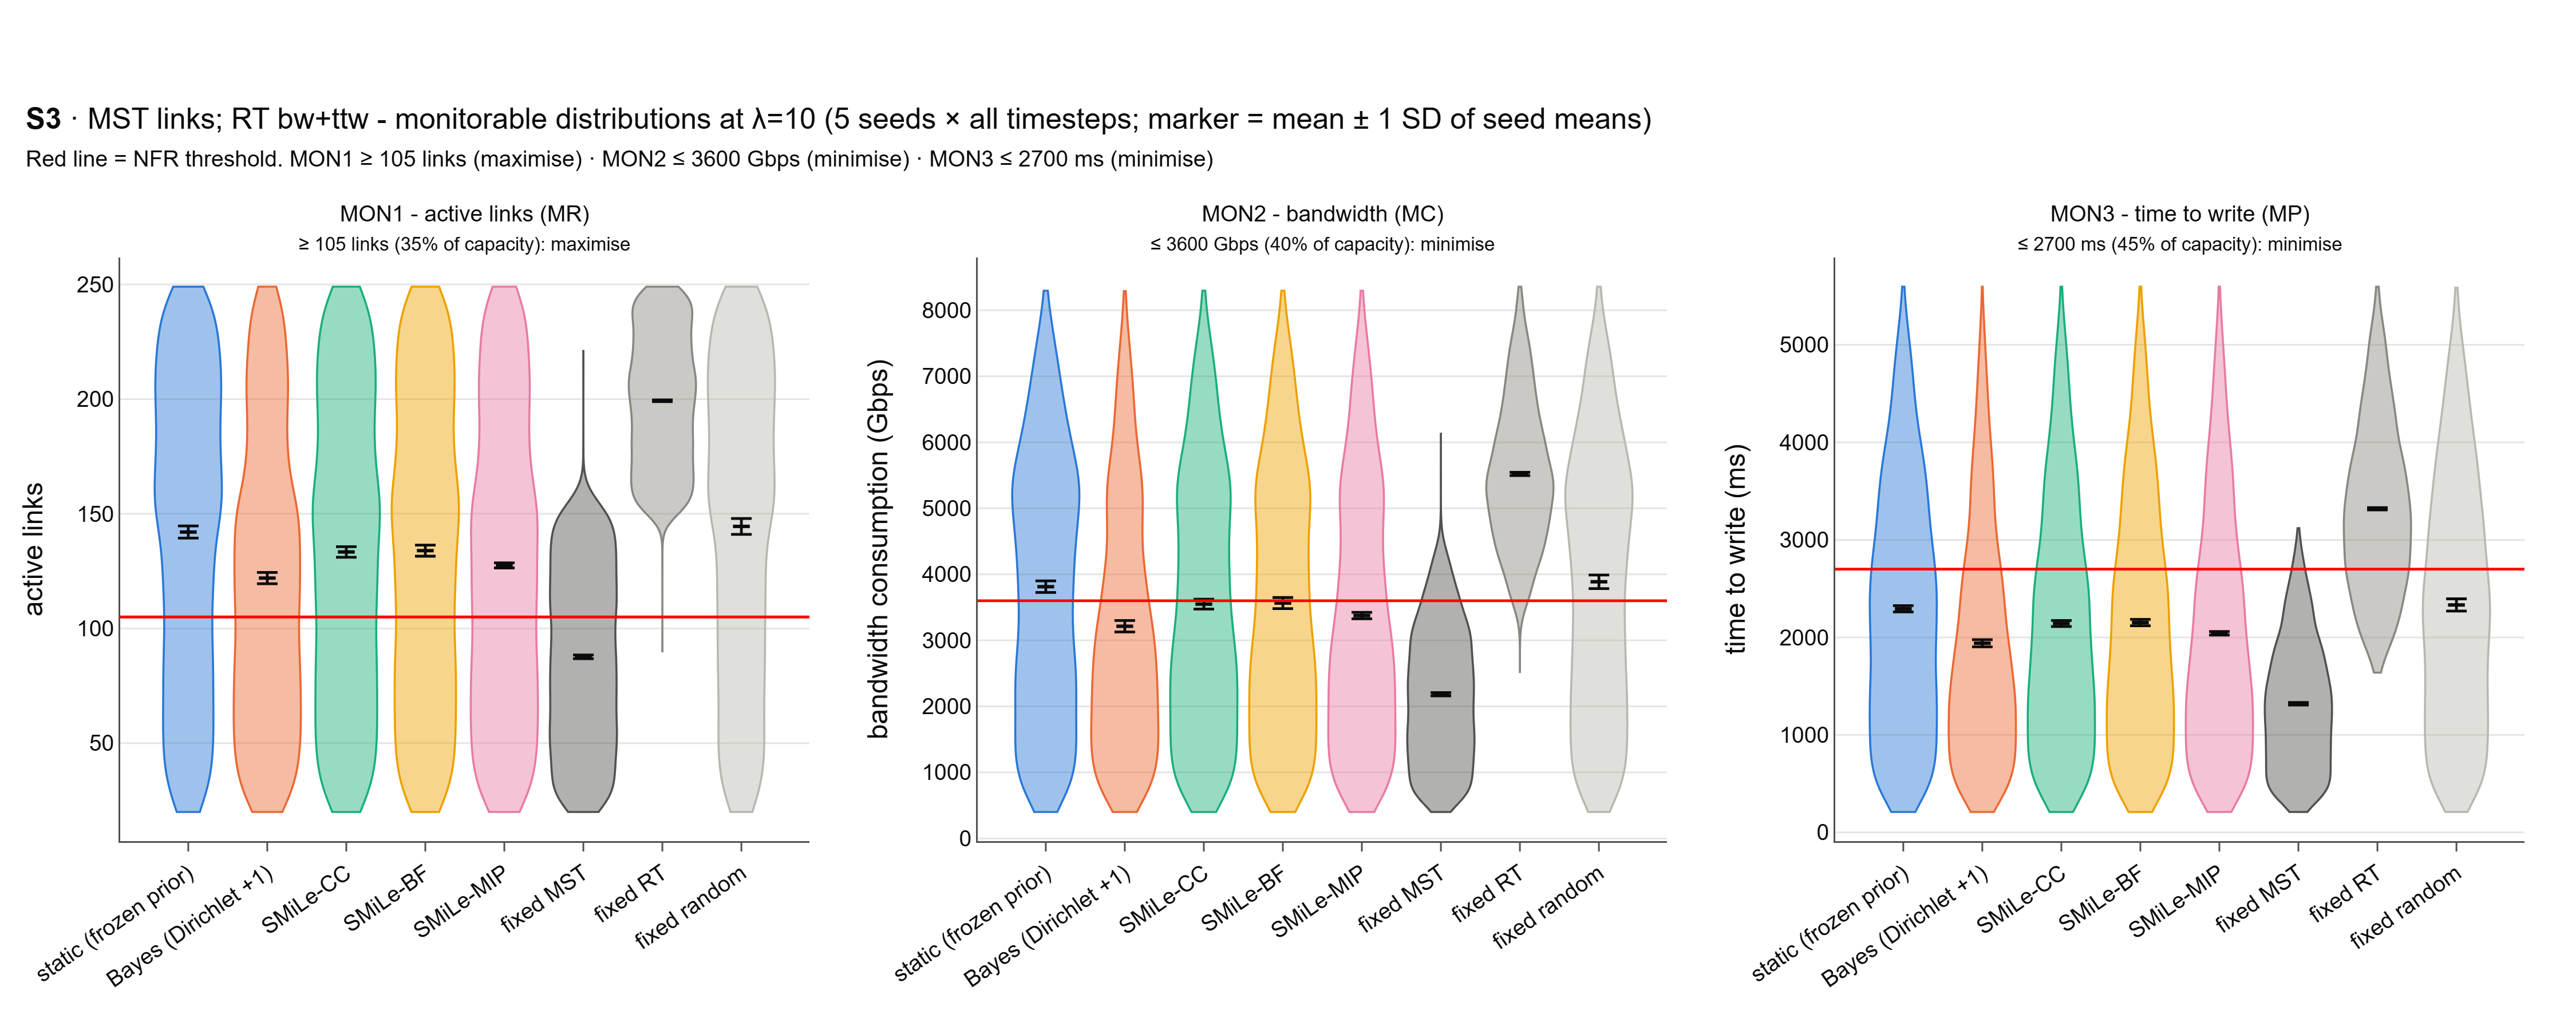 S3 · MST links; RT bw+ttw - monitorable distributions at λ=10 (5 seeds × all timesteps; marker = mean ± 1 SD of seed means)
Red line = NFR threshold. MON1 ≥ 105 links (maximise) · MON2 ≤ 3600 Gbps (minimise) · MON3 ≤ 2700 ms (minimise)
MON1 - active links (MR)
≥ 105 links (35% of capacity): maximise
active links
250
200
150
100
50
static (frozen prior)
Bayes (Dirichlet +1)
SMiLe-CC
SMiLe-BF
SMiLe-MIP
fixed MST
fixed RT
fixed random
MON2 - bandwidth (MC)
≤ 3600 Gbps (40% of capacity): minimise
bandwidth consumption (Gbps)
8000
7000
6000
5000
4000
3000
2000
1000
0
static (frozen prior)
Bayes (Dirichlet +1)
SMiLe-CC
SMiLe-BF
SMiLe-MIP
fixed MST
fixed RT
fixed random
MON3 - time to write (MP)
≤ 2700 ms (45% of capacity): minimise
time to write (ms)
5000
4000
3000
2000
1000
0
static (frozen prior)
Bayes (Dirichlet +1)
SMiLe-CC
SMiLe-BF
SMiLe-MIP
fixed MST
fixed RT
fixed random